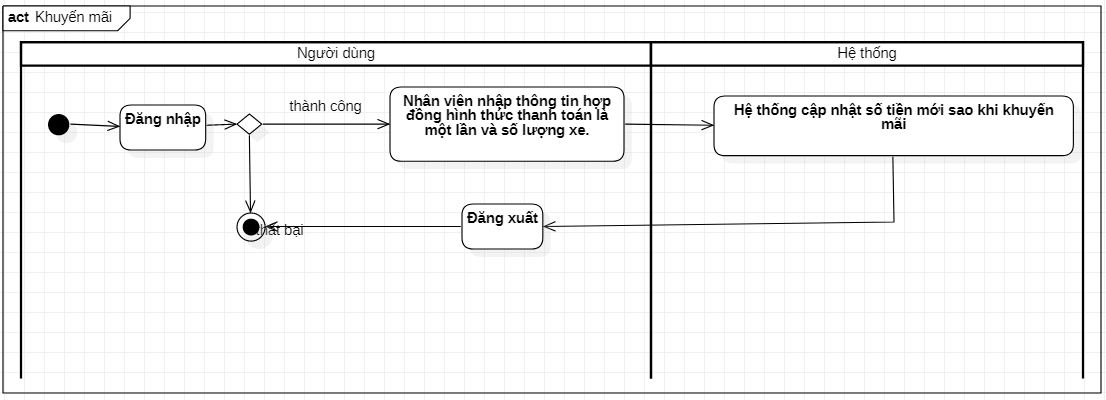 act Khuyến mãi
Người dùng
Hệ thống
Đăng nhập
thành công
Nhân viên nhập thông tin hợp
đồng hình thức thanh toán là
một lần và số lượng xe.
Hệ thống cập nhật số tiền mới sao khi khuyến
mãi
thất bại
Đăng xuất